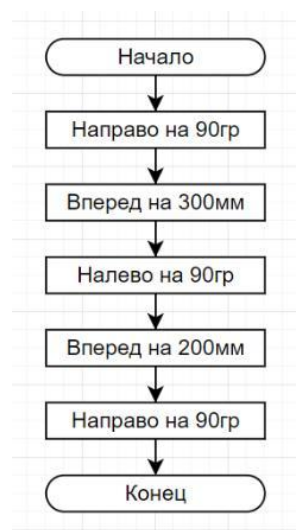 Начало
Направо на 90гр
Вперед на 300мм
Налево на 90гр
Вперед на 200мм
Направо на 90гр
Конец